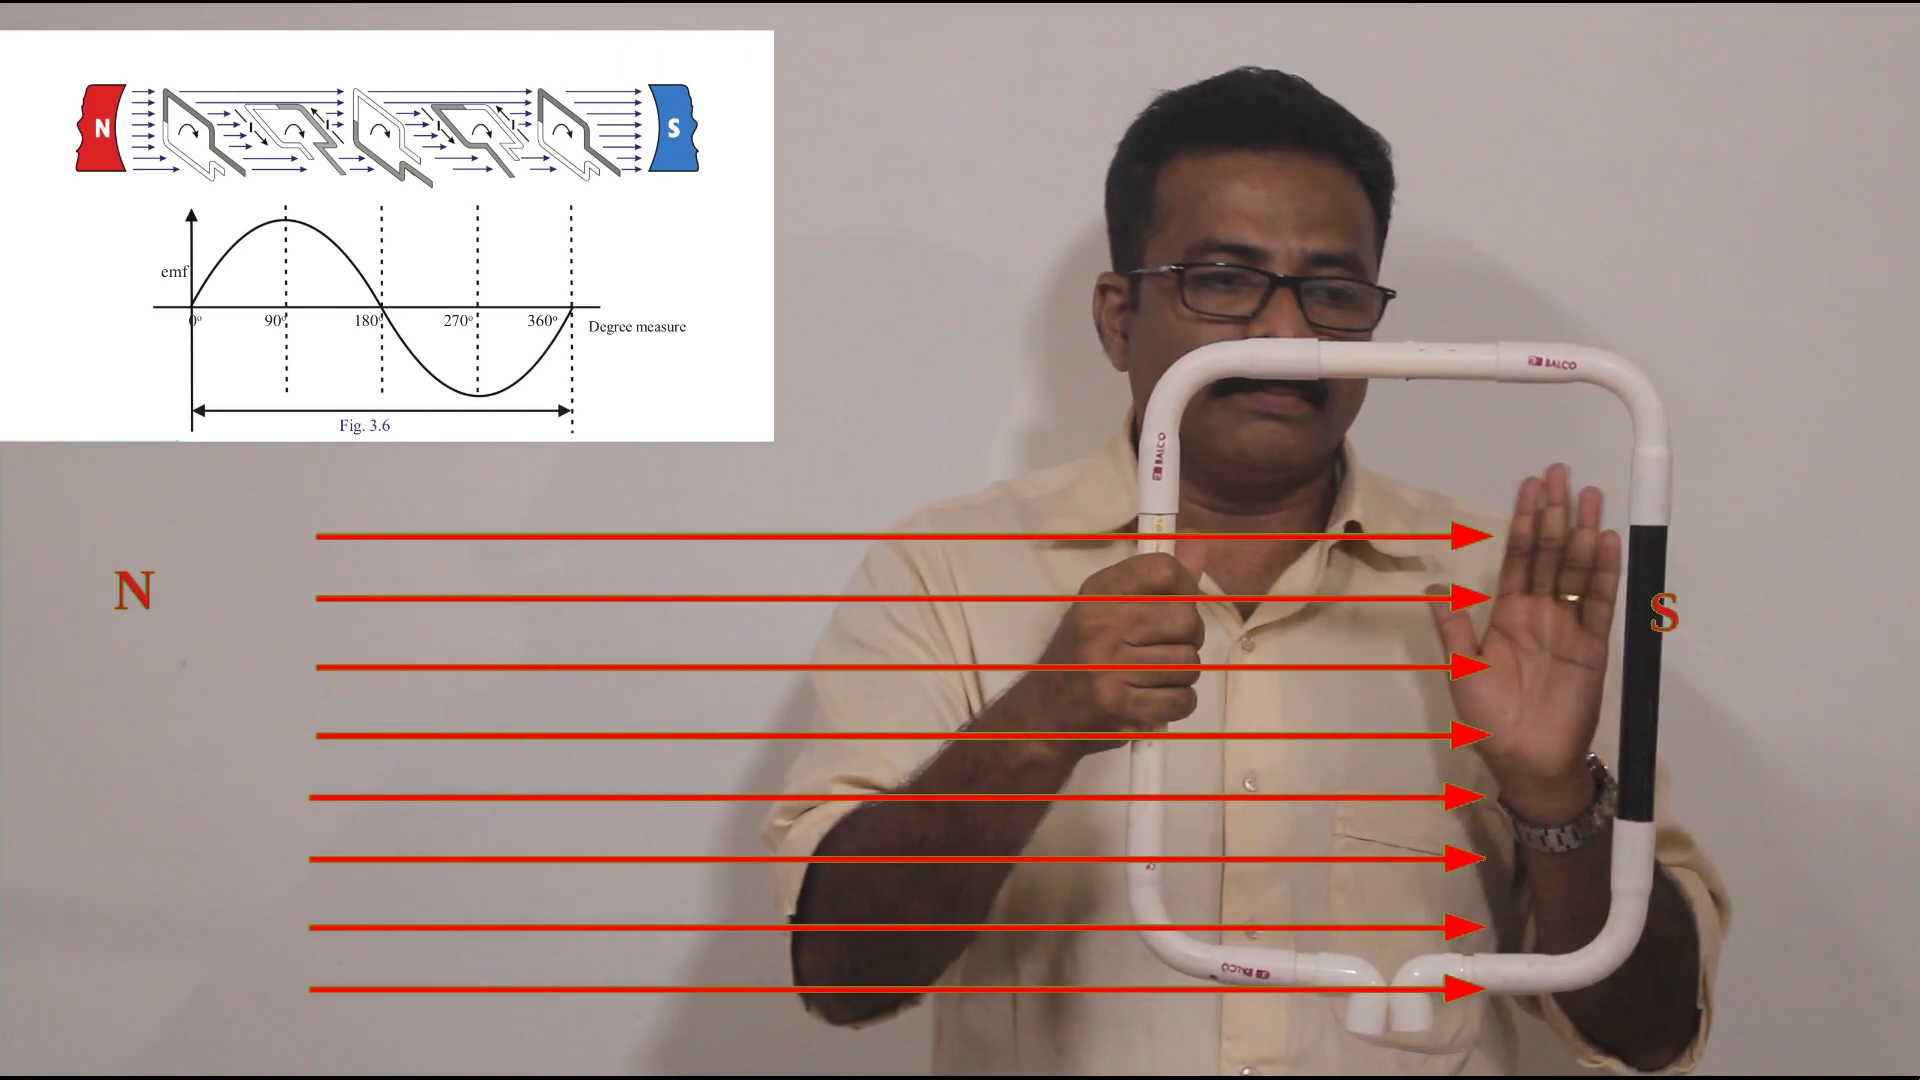 N
S
I
I
I
I
emf
0°
90°
180°
270°
360°
Degree measure
Fig. 3.6
BALCO
BALCO
N
S
BALCO